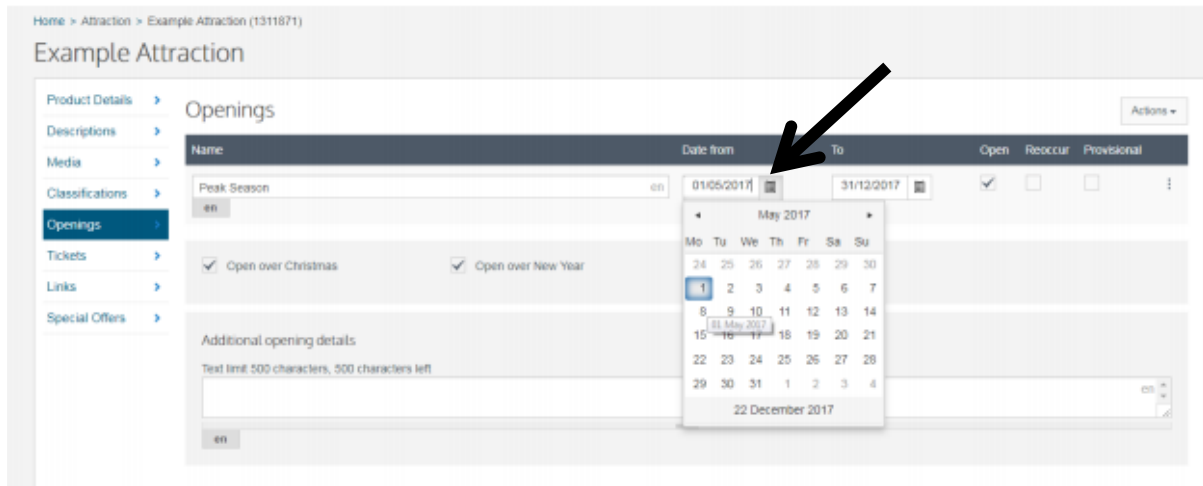 Home > Attraction > Example Attraction (1311871)
Example Attraction
Product Details
Descriptions
Media
Classifications
Openings
Tickets
Links
Special Offers
Openings
Actions
Name Date from To Open Reoccur Provisional
Peak Season en 01/05/2017 31/12/2017
en
May 2017
Mo Tu We Th Fr Sa Su
24 25 26 27 28 29 30
1 2 3 4 5 6 7
8 9 10 11 12 13 14
01 May 2017
15 16 17 18 19 20 21
22 23 24 25 26 27 28
29 30 31 1 2 3 4
22 December 2017
Open over Christmas Open over New Year
Additional opening details
Text limit 500 characters, 500 characters left
en
en